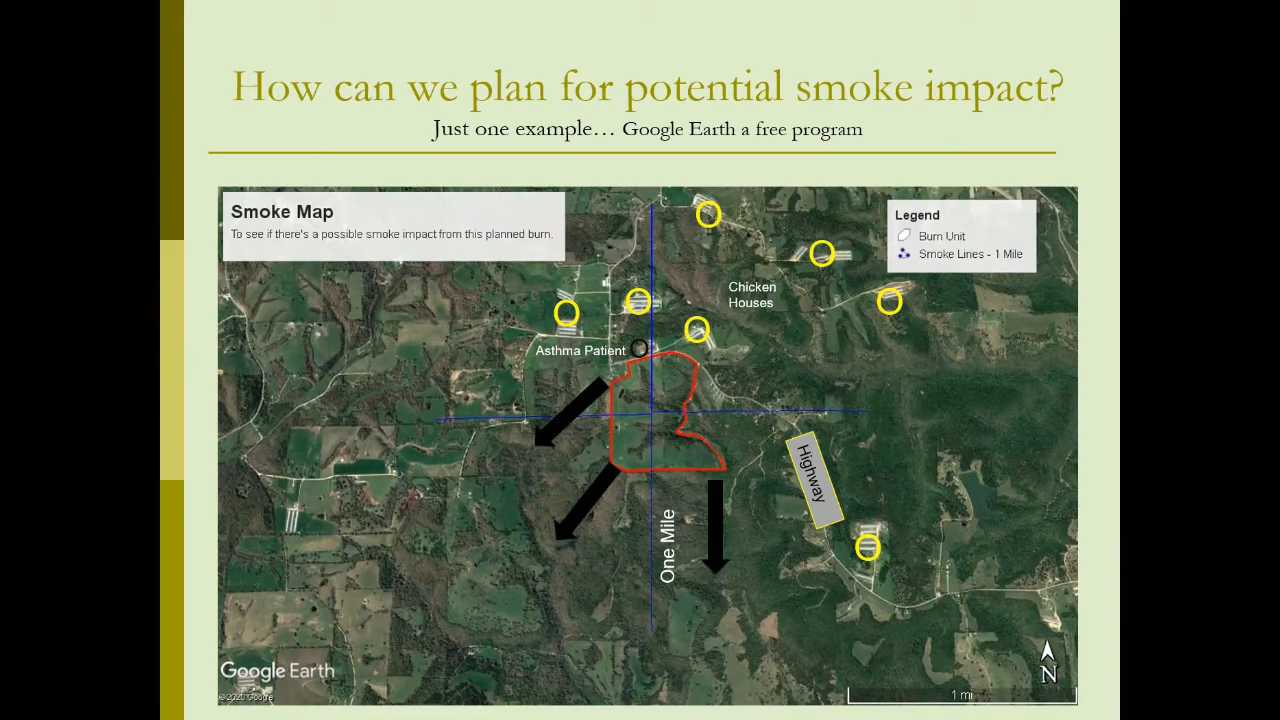 How can we plan for potential smoke impact?
Just one example… Google Earth a free program
Smoke Map
To see if there's a possible smoke impact from this planned burn.
Legend
Burn Unit
Smoke Lines - 1 Mile
Chicken
Houses
Asthma Patient
Highway
One Mile
Google Earth
© 2020 Google
N
1 mi